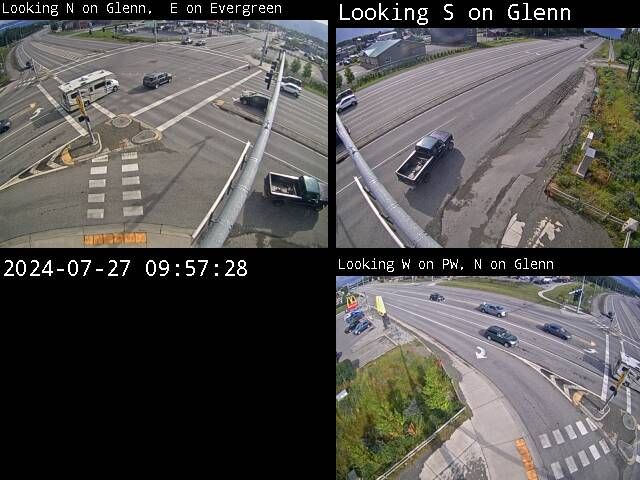 Looking N on Glenn,  E on Evergreen
Looking S on Glenn
2024-07-27 09:57:28
Looking W on PW, N on Glenn